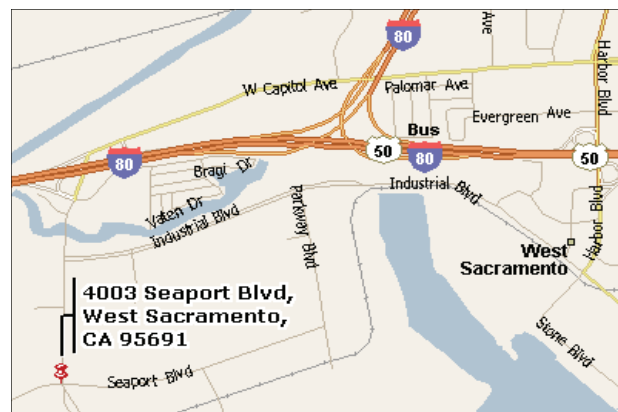 80
Ave
W Capitol Ave
Palomar Ave
Harbor Blvd
Evergreen Ave
Bus
50
80
50
80
Bragi Dr
Industrial Blvd
Vaten Dr
Industrial Blvd
Parkway Blvd
Harbor Blvd
West
Sacramento
4003 Seaport Blvd,
West Sacramento,
CA 95691
Stone Blvd
Seaport Blvd